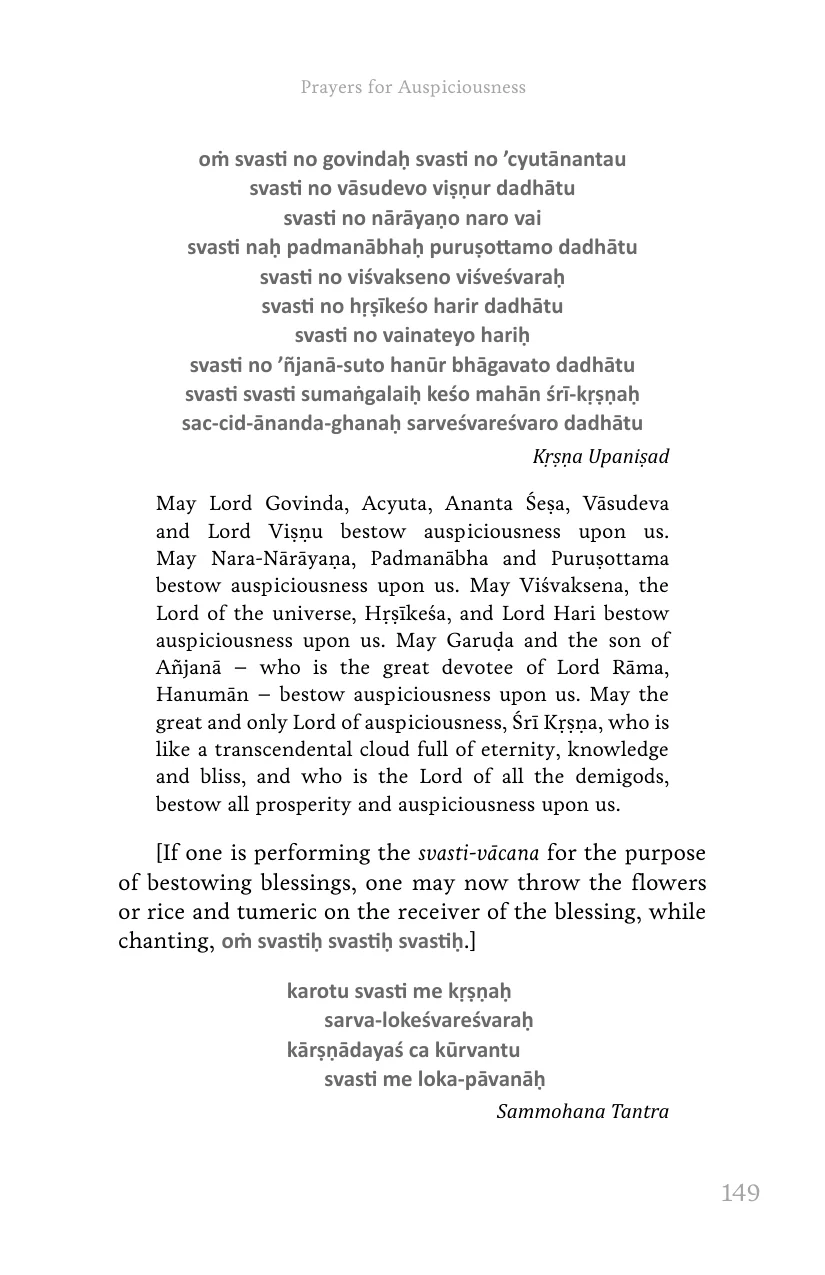 Prayers for Auspiciousness
oṁ svasti no govindaḥ svasti no ’cyutānantau
svasti no vāsudevo viṣṇur dadhātu
svasti no nārāyaṇo naro vai
svasti naḥ padmanābhaḥ puruṣottamo dadhātu
svasti no viśvakseno viśveśvaraḥ
svasti no hṛṣīkeśo harir dadhātu
svasti no vainateyo hariḥ
svasti no ’ñjanā-suto hanūr bhāgavato dadhātu
svasti svasti sumaṅgalaiḥ keśo mahān śrī-kṛṣṇaḥ
sac-cid-ānanda-ghanaḥ sarveśvareśvaro dadhātu
Kṛṣṇa Upaniṣad
May Lord Govinda, Acyuta, Ananta Śeṣa, Vāsudeva
and Lord Viṣṇu bestow auspiciousness upon us.
May Nara-Nārāyaṇa, Padmanābha and Puruṣottama
bestow auspiciousness upon us. May Viśvaksena, the
Lord of the universe, Hṛṣīkeśa, and Lord Hari bestow
auspiciousness upon us. May Garuḍa and the son of
Añjanā – who is the great devotee of Lord Rāma,
Hanumān – bestow auspiciousness upon us. May the
great and only Lord of auspiciousness, Śrī Kṛṣṇa, who is
like a transcendental cloud full of eternity, knowledge
and bliss, and who is the Lord of all the demigods,
bestow all prosperity and auspiciousness upon us.
[If one is performing the svasti-vācana for the purpose
of bestowing blessings, one may now throw the flowers
or rice and tumeric on the receiver of the blessing, while
chanting, oṁ svastiḥ svastiḥ svastiḥ.]
karotu svasti me kṛṣṇaḥ
sarva-lokeśvareśvaraḥ
kārṣṇādayaś ca kūrvantu
svasti me loka-pāvanāḥ
Sammohana Tantra
149